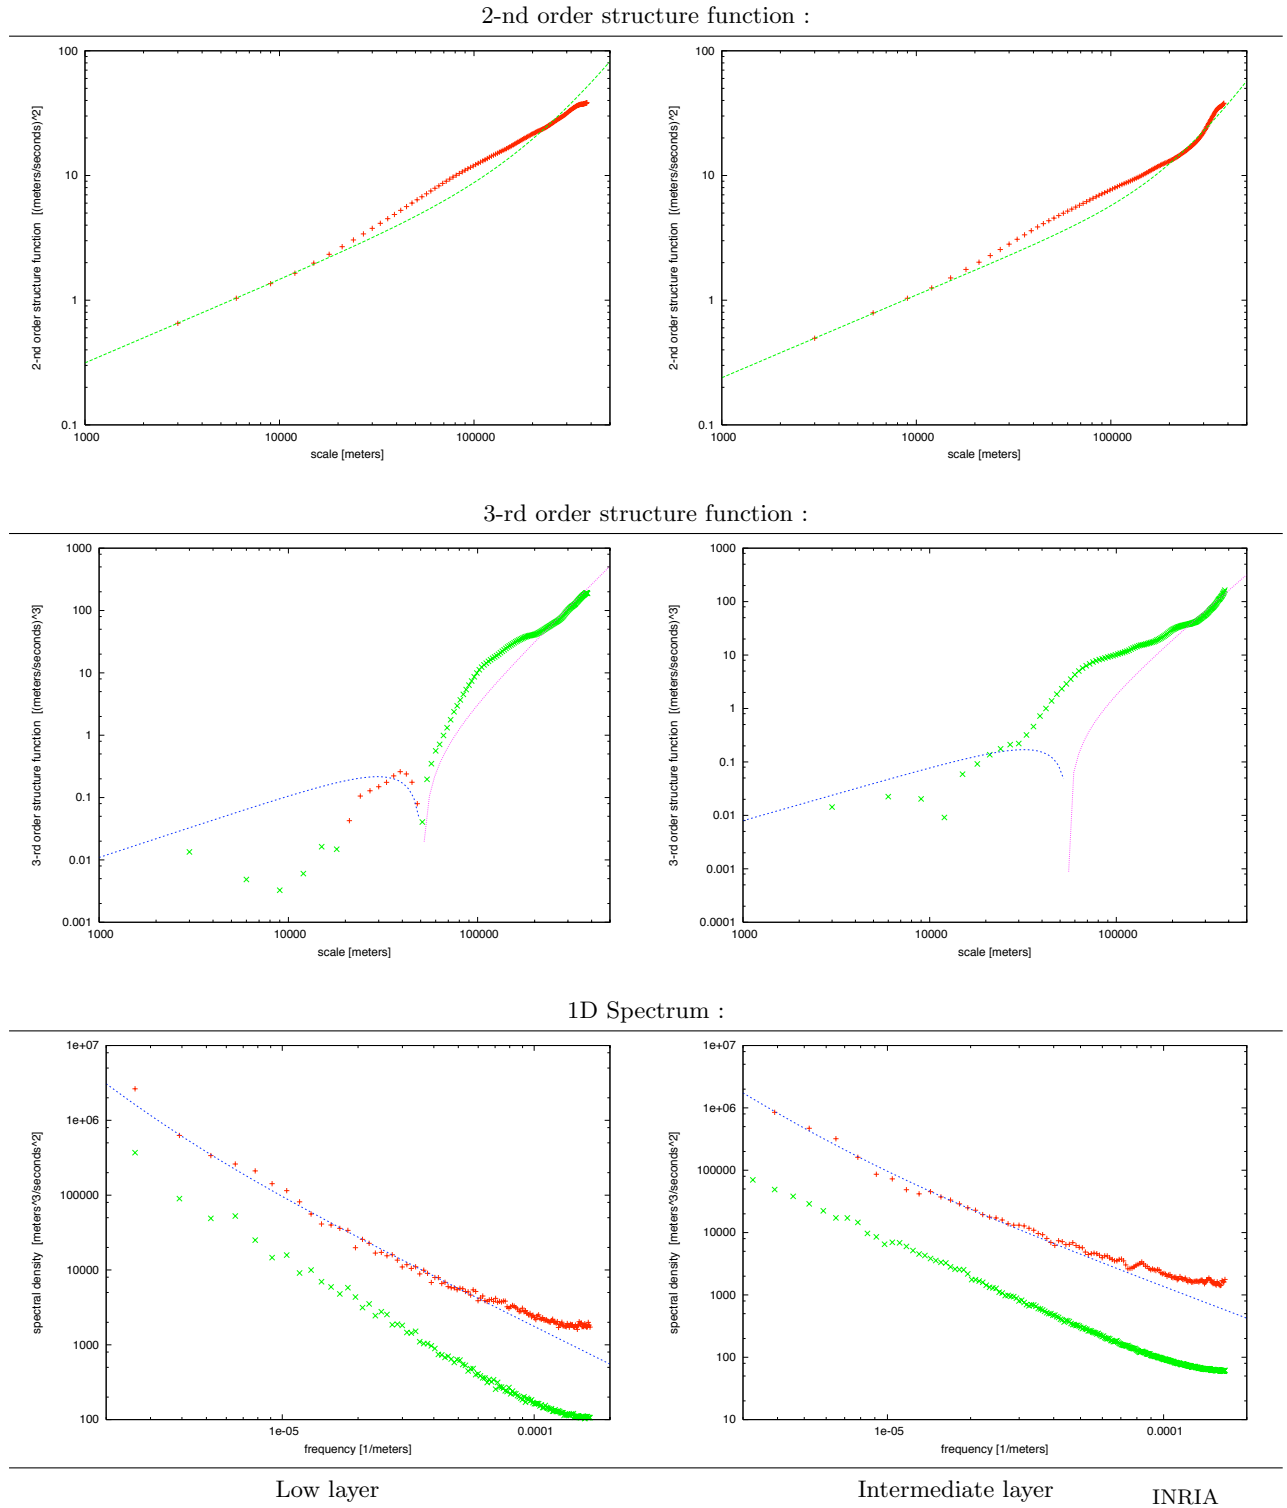 2-nd order structure function :
100
10
1
0.1
1000
10000
100000
scale [meters]
2-nd order structure function [(meters/seconds)^2]
100
10
1
0.1
1000
10000
100000
scale [meters]
2-nd order structure function [(meters/seconds)^2]
3-rd order structure function :
1000
100
10
1
0.1
0.01
0.001
1000
10000
100000
scale [meters]
3-rd order structure function [(meters/seconds)^3]
1000
100
10
1
0.1
0.01
0.001
0.0001
1000
10000
100000
scale [meters]
3-rd order structure function [(meters/seconds)^3]
1D Spectrum :
1e+07
1e+06
100000
10000
1000
100
1e-05
0.0001
frequency [1/meters]
spectral density [meters^3/seconds^2]
1e+07
1e+06
100000
10000
1000
100
10
1e-05
0.0001
frequency [1/meters]
spectral density [meters^3/seconds^2]
Low layer
Intermediate layer
INRIA